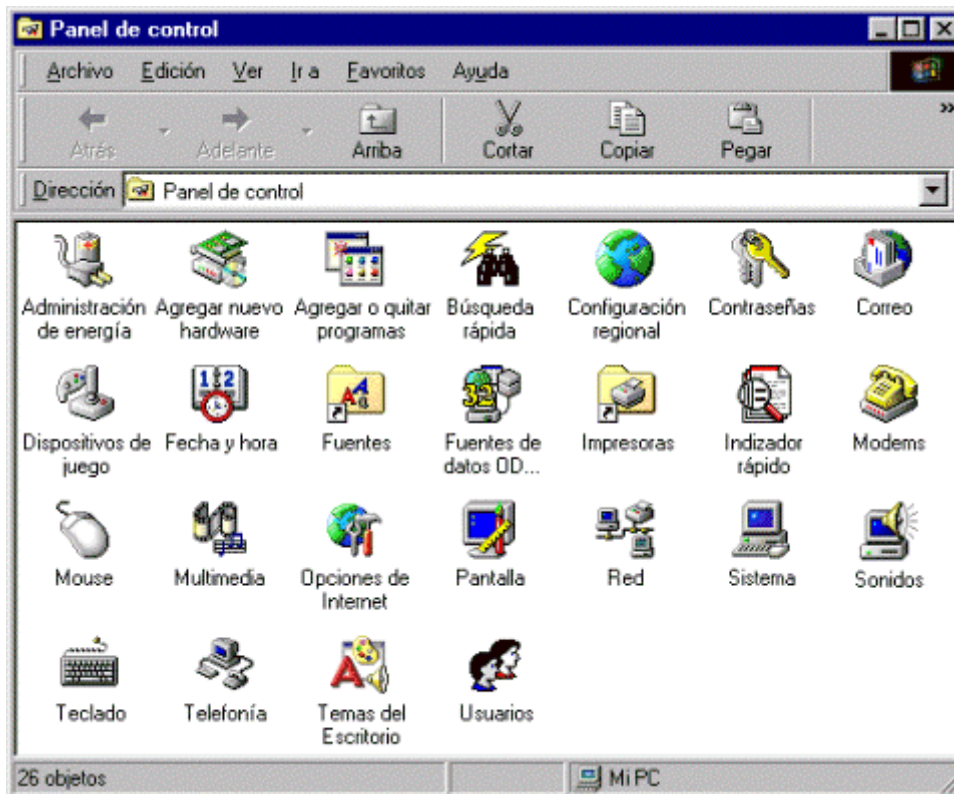 Panel de control
Archivo Edición Ver Ir a Favoritos Ayuda
Atrás Adelante Arriba Cortar Copiar Pegar »
Dirección Panel de control
Administración de energía Agregar nuevo hardware Agregar o quitar programas Búsqueda rápida Configuración regional Contraseñas Correo
Dispositivos de juego Fecha y hora Fuentes Fuentes de datos OD... Impresoras Indizador rápido Modems
Mouse Multimedia Opciones de Internet Pantalla Red Sistema Sonidos
Teclado Telefonía Temas del Escritorio Usuarios
26 objetos Mi PC